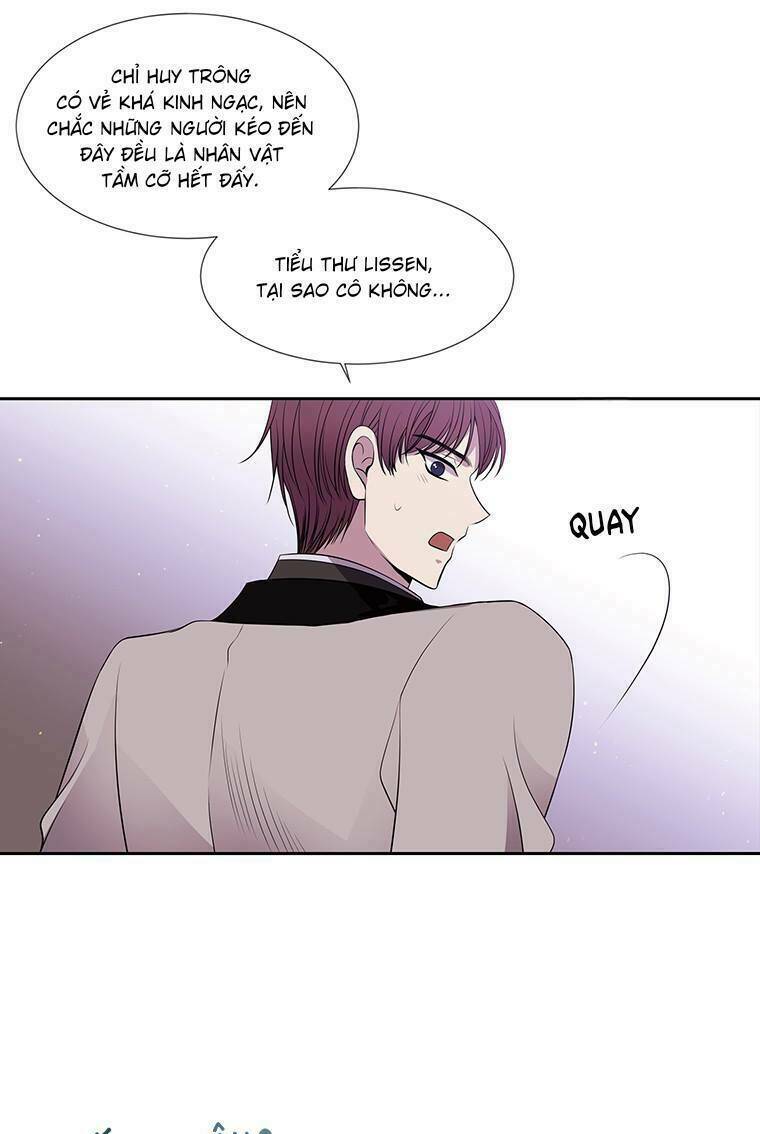 CHỈ HUY TRÔNG
CÓ VẺ KHÁ KINH NGẠC, NÊN
CHẮC NHỮNG NGƯỜI KÉO ĐẾN
ĐÂY ĐỀU LÀ NHÂN VẬT
TẦM CỠ HẾT ĐẤY.
TIỂU THƯ LISSEN,
TẠI SAO CÔ KHÔNG...
QUAY